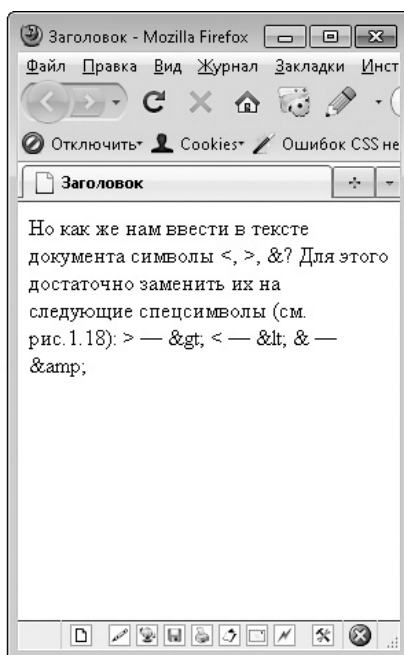 Заголовок - Mozilla Firefox
Файл Правка Вид Журнал Закладки Инст
Отключить Cookies Ошибок CSS не
Заголовок
Но как же нам ввести в тексте
документа символы <, >, &? Для этого
достаточно заменить их на
следующие спецсимволы (см.
рис.1.18): > — &gt; < — &lt; & —
&amp;